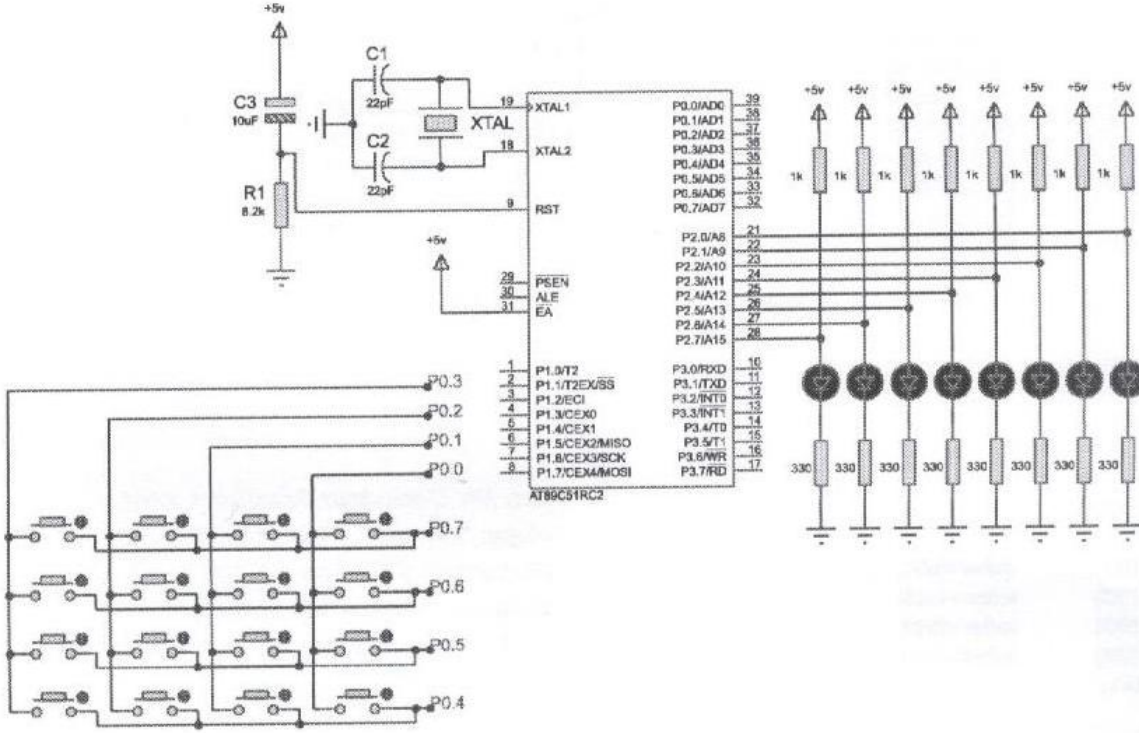 +5v
C3
10uF
R1
8.2k
C1
22pF
XTAL
C2
22pF
+5v
19 XTAL1
18 XTAL2
9 RST
29 PSEN
30 ALE
31 EA
1 P1.0/T2
2 P1.1/T2EX/SS
3 P1.2/ECI
4 P1.3/CEX0
5 P1.4/CEX1
6 P1.5/CEX2/MISO
7 P1.6/CEX3/SCK
8 P1.7/CEX4/MOSI
P0.0/AD0 39
P0.1/AD1 38
P0.2/AD2 37
P0.3/AD3 36
P0.4/AD4 35
P0.5/AD5 34
P0.6/AD6 33
P0.7/AD7 32
P2.0/A8 21
P2.1/A9 22
P2.2/A10 23
P2.3/A11 24
P2.4/A12 25
P2.5/A13 26
P2.6/A14 27
P2.7/A15 28
P3.0/RXD 10
P3.1/TXD 11
P3.2/INT0 12
P3.3/INT1 13
P3.4/T0 14
P3.5/T1 15
P3.6/WR 16
P3.7/RD 17
AT89C51RC2
+5v +5v +5v +5v +5v +5v +5v +5v
1k 1k 1k 1k 1k 1k 1k 1k
330 330 330 330 330 330 330 330
P0.3
P0.2
P0.1
P0.0
P0.7
P0.6
P0.5
P0.4